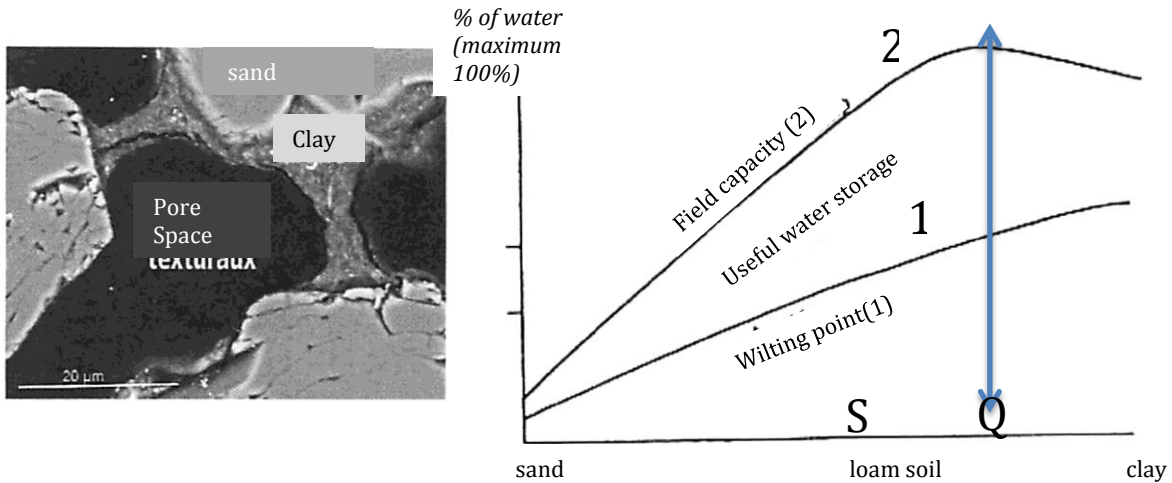 sand
Clay
Pore
Space
texturaux
20 µm
% of water
(maximum
100%)
2
Field capacity (2)
Useful water storage
1
Wilting point(1)
S
Q
sand
loam soil
clay